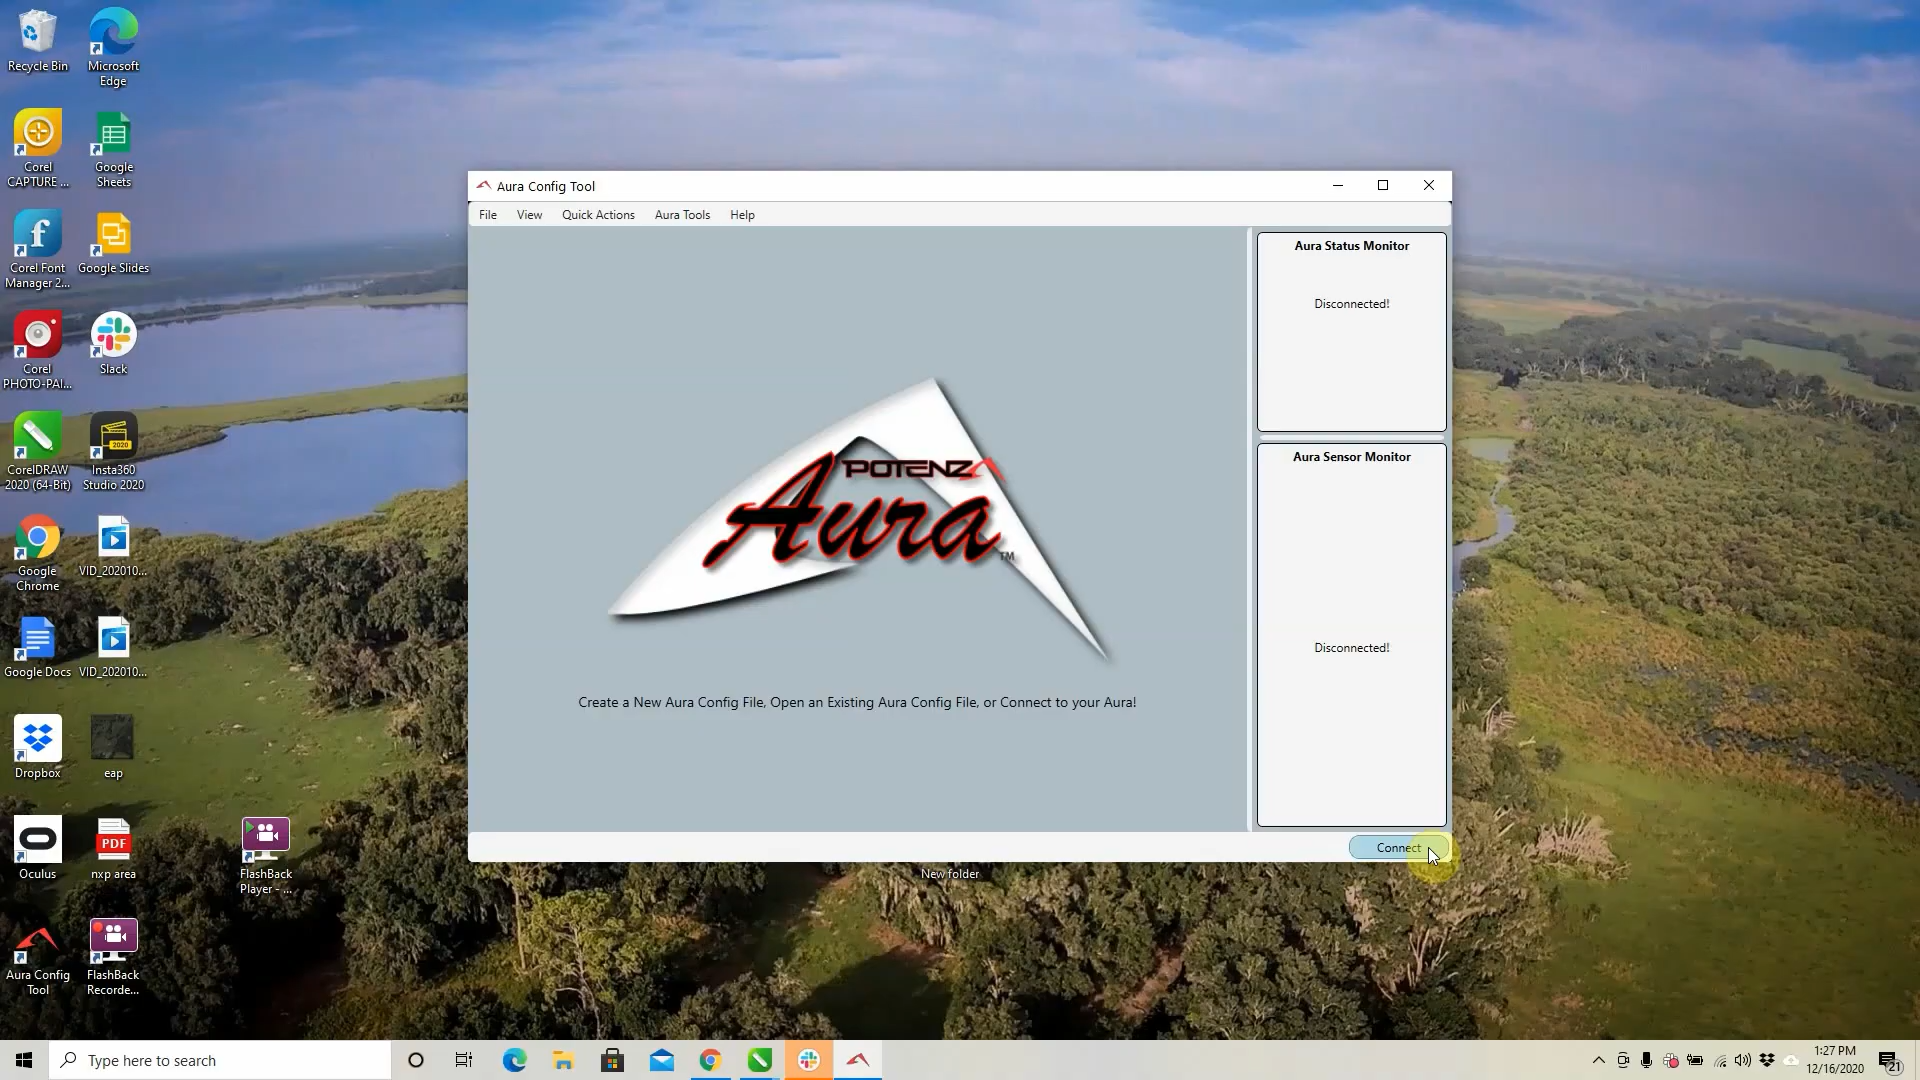 Recycle Bin
Microsoft
Edge
Corel
CAPTURE ...
Google
Sheets
Corel Font
Manager 2...
Google Slides
Corel
PHOTO-PAI...
Slack
CorelDRAW
2020 (64-Bit)
2020
Insta360
Studio 2020
Google
Chrome
VID_202010...
Google Docs
VID_202010...
Dropbox
eap
Oculus
PDF
nxp area
FlashBack
Player - ...
Aura Config
Tool
FlashBack
Recorde...
Aura Config Tool
File View Quick Actions Aura Tools Help
POTENZA
Aura
TM
Create a New Aura Config File, Open an Existing Aura Config File, or Connect to your Aura!
Aura Status Monitor
Disconnected!
Aura Sensor Monitor
Disconnected!
Connect
New folder
Type here to search
1:27 PM
12/16/2020
21